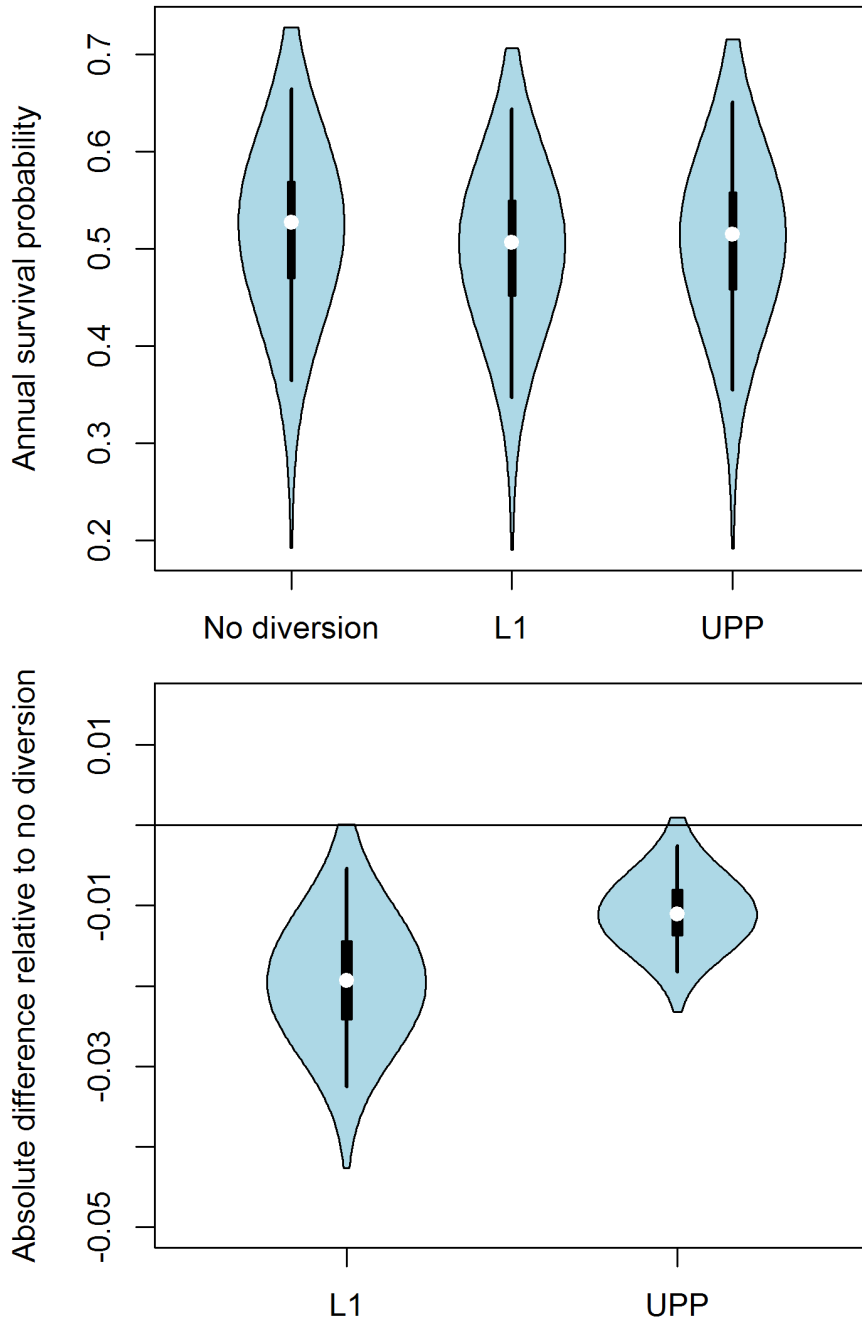 Annual survival probability
0.7
0.6
0.5
0.4
0.3
0.2
No diversion L1 UPP
Absolute difference relative to no diversion
0.01
-0.01
-0.03
-0.05
L1 UPP